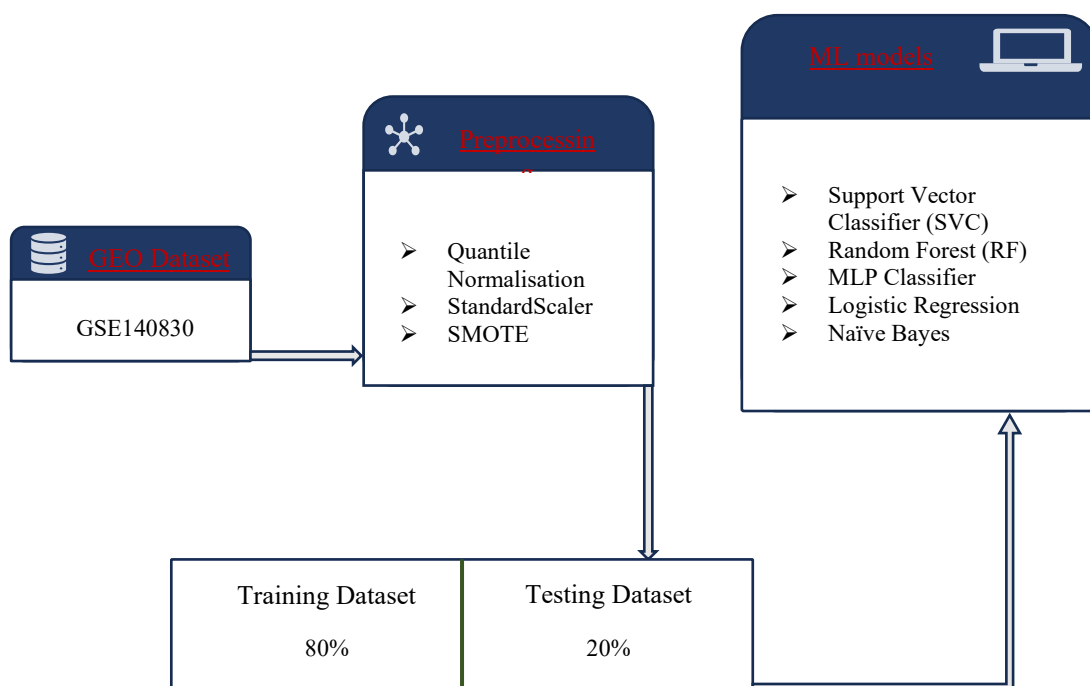 GEO Dataset
GSE140830
Preprocessin
Quantile
Normalisation
StandardScaler
SMOTE
Training Dataset
80%
Testing Dataset
20%
ML models
Support Vector
Classifier (SVC)
Random Forest (RF)
MLP Classifier
Logistic Regression
Naïve Bayes